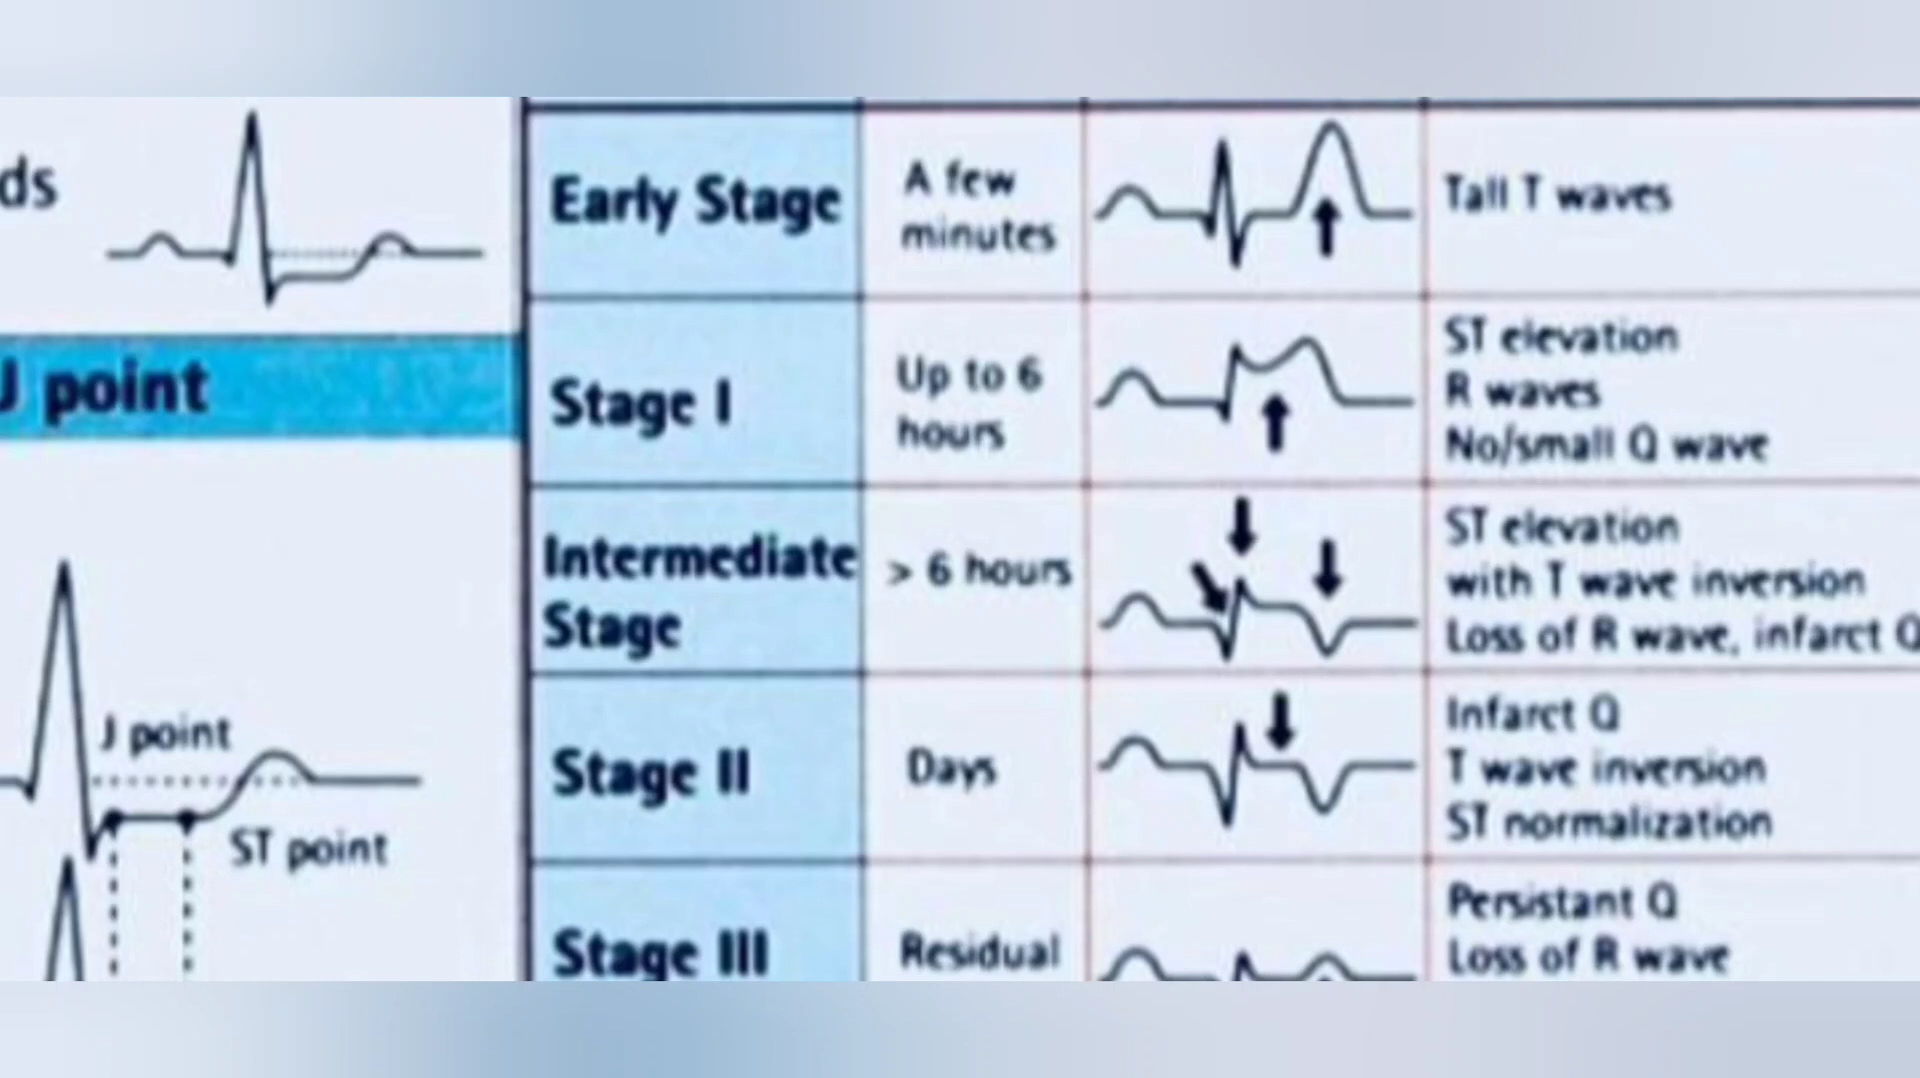 ds
J point
J point
ST point
Early Stage
A few
minutes
Tall T waves
Stage I
Up to 6
hours
ST elevation
R waves
No/small Q wave
Intermediate
Stage
> 6 hours
ST elevation
with T wave inversion
Loss of R wave, infarct Q
Stage II
Days
Infarct Q
T wave inversion
ST normalization
Stage III
Residual
Persistant Q
Loss of R wave